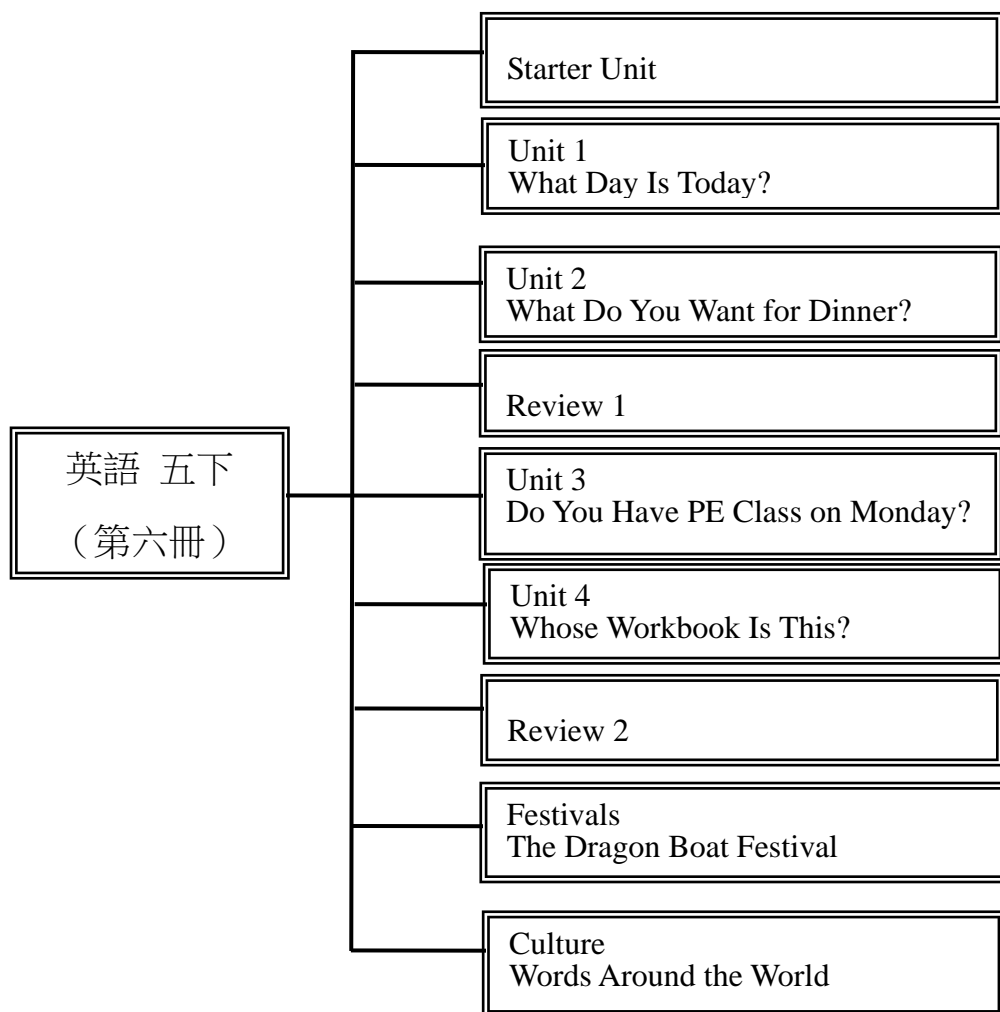 Starter Unit
Unit 1
What Day Is Today?
Unit 2
What Do You Want for Dinner?
Review 1
英語 五下
（第六冊）
Unit 3
Do You Have PE Class on Monday?
Unit 4
Whose Workbook Is This?
Review 2
Festivals
The Dragon Boat Festival
Culture
Words Around the World